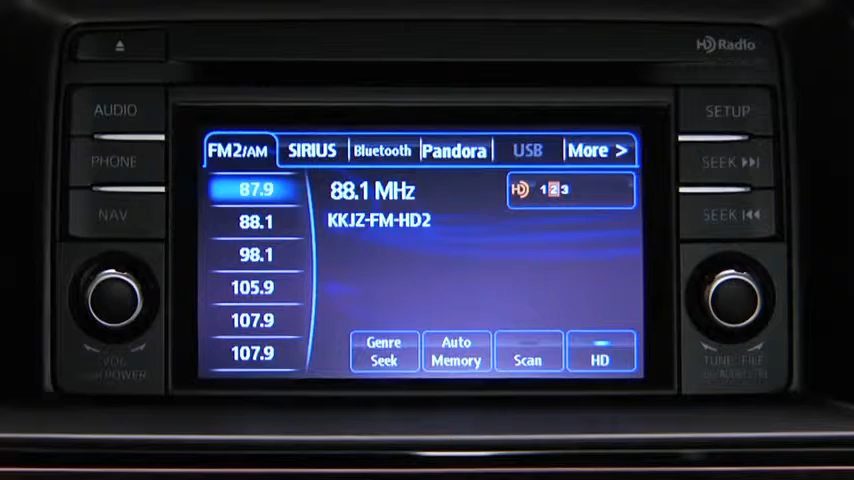 HD Radio
AUDIO
PHONE
NAV
SETUP
SEEK
SEEK
FM2/AM SIRIUS Bluetooth Pandora USB More >
87.9
88.1
98.1
105.9
107.9
107.9
88.1 MHz
KKJZ-FM-HD2
HD 1 2 3
Genre Seek
Auto Memory
Scan
HD
VOL
POWER
TUNE FILE